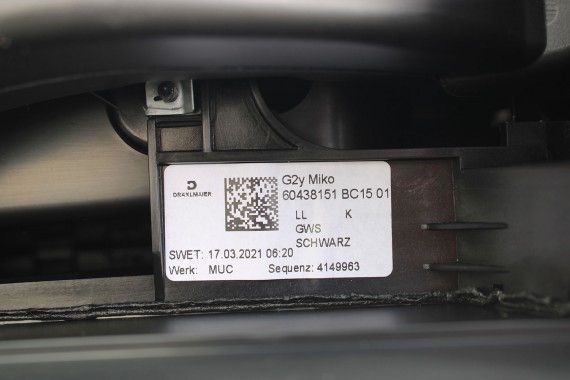 DRÄXLMAIER
G2y Miko
60438151 BC15 01
LL K
GWS
SCHWARZ
SWET: 17.03.2021 06:20
Werk: MUC Sequenz: 4149963